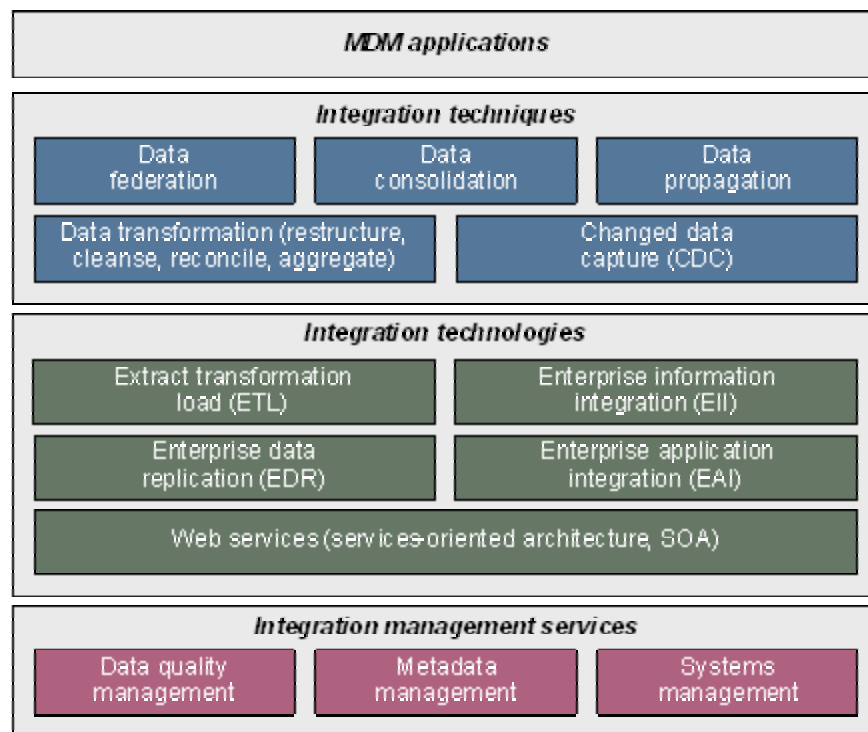 MDM applications
Integration techniques
Data
federation
Data
consolidation
Data
propagation
Data transformation (restructure,
cleanse, reconcile, aggregate)
Changed data
capture (CDC)
Integration technologies
Extract transformation
load (ETL)
Enterprise information
integration (EII)
Enterprise data
replication (EDR)
Enterprise application
integration (EAI)
Web services (services-oriented architecture, SOA)
Integration management services
Data quality
management
Metadata
management
Systems
management